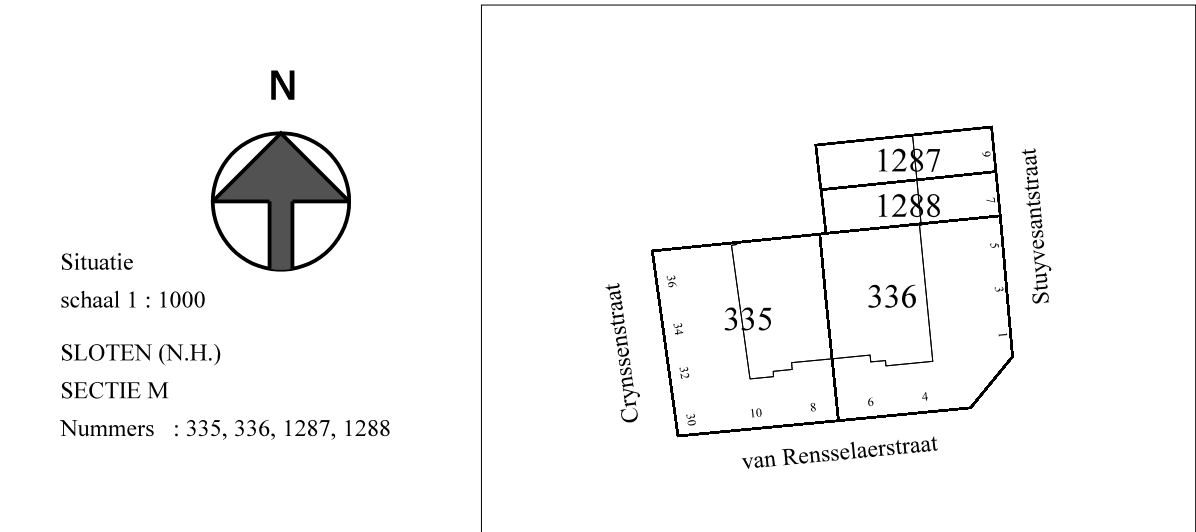 N
Situatie
schaal 1 : 1000
SLOTEN (N.H.)
SECTIE M
Nummers : 335, 336, 1287, 1288
1287
9
1288
7
Stuyvesantstraat
5
3
1
336
335
36
34
32
30
Crynssenstraat
10
8
6
4
van Rensselaerstraat